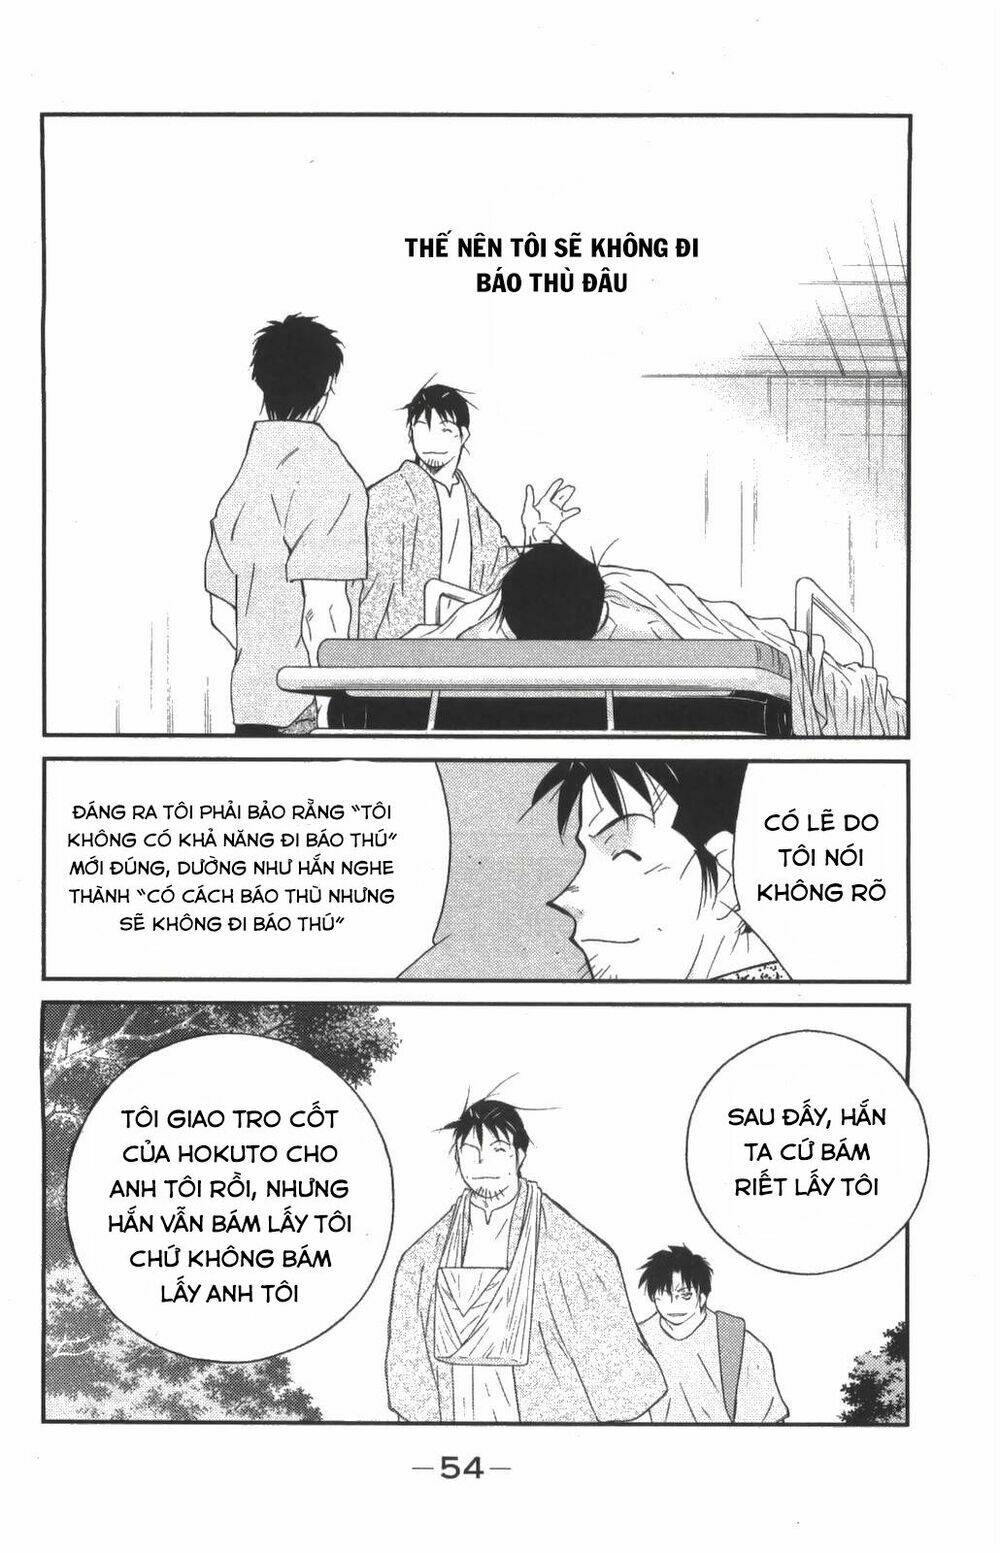 THẾ NÊN TÔI SẼ KHÔNG ĐI
BÁO THÙ ĐÂU
CÓ LẼ DO
TÔI NÓI
KHÔNG RÕ
ĐÁNG RA TÔI PHẢI BẢO RẰNG “TÔI
KHÔNG CÓ KHẢ NĂNG ĐI BÁO THÚ”
MỚI ĐÚNG, DƯỜNG NHƯ HẮN NGHE
THÀNH “CÓ CÁCH BÁO THÙ NHƯNG
SẼ KHÔNG ĐI BÁO THÚ”
SAU ĐẤY, HẮN
TA CỨ BÁM
RIẾT LẤY TÔI
TÔI GIAO TRO CỐT
CỦA HOKUTO CHO
ANH TÔI RỒI, NHƯNG
HẮN VẪN BÁM LẤY TÔI
CHỨ KHÔNG BÁM
LẤY ANH TÔI
—54—